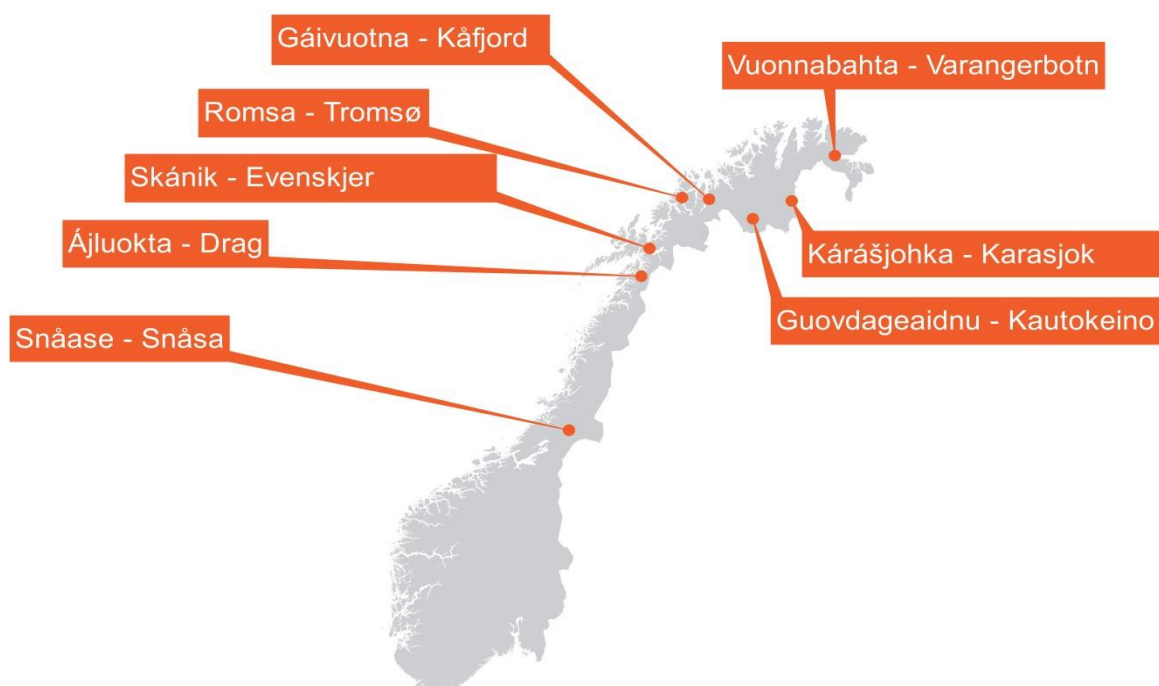 Gáivuotna - Kåfjord
Vuonnabahta - Varangerbotn
Romsa - Tromsø
Skánik - Evenskjer
Ájluokta - Drag
Kárášjohka - Karasjok
Guovdageaidnu - Kautokeino
Snåase - Snåsa